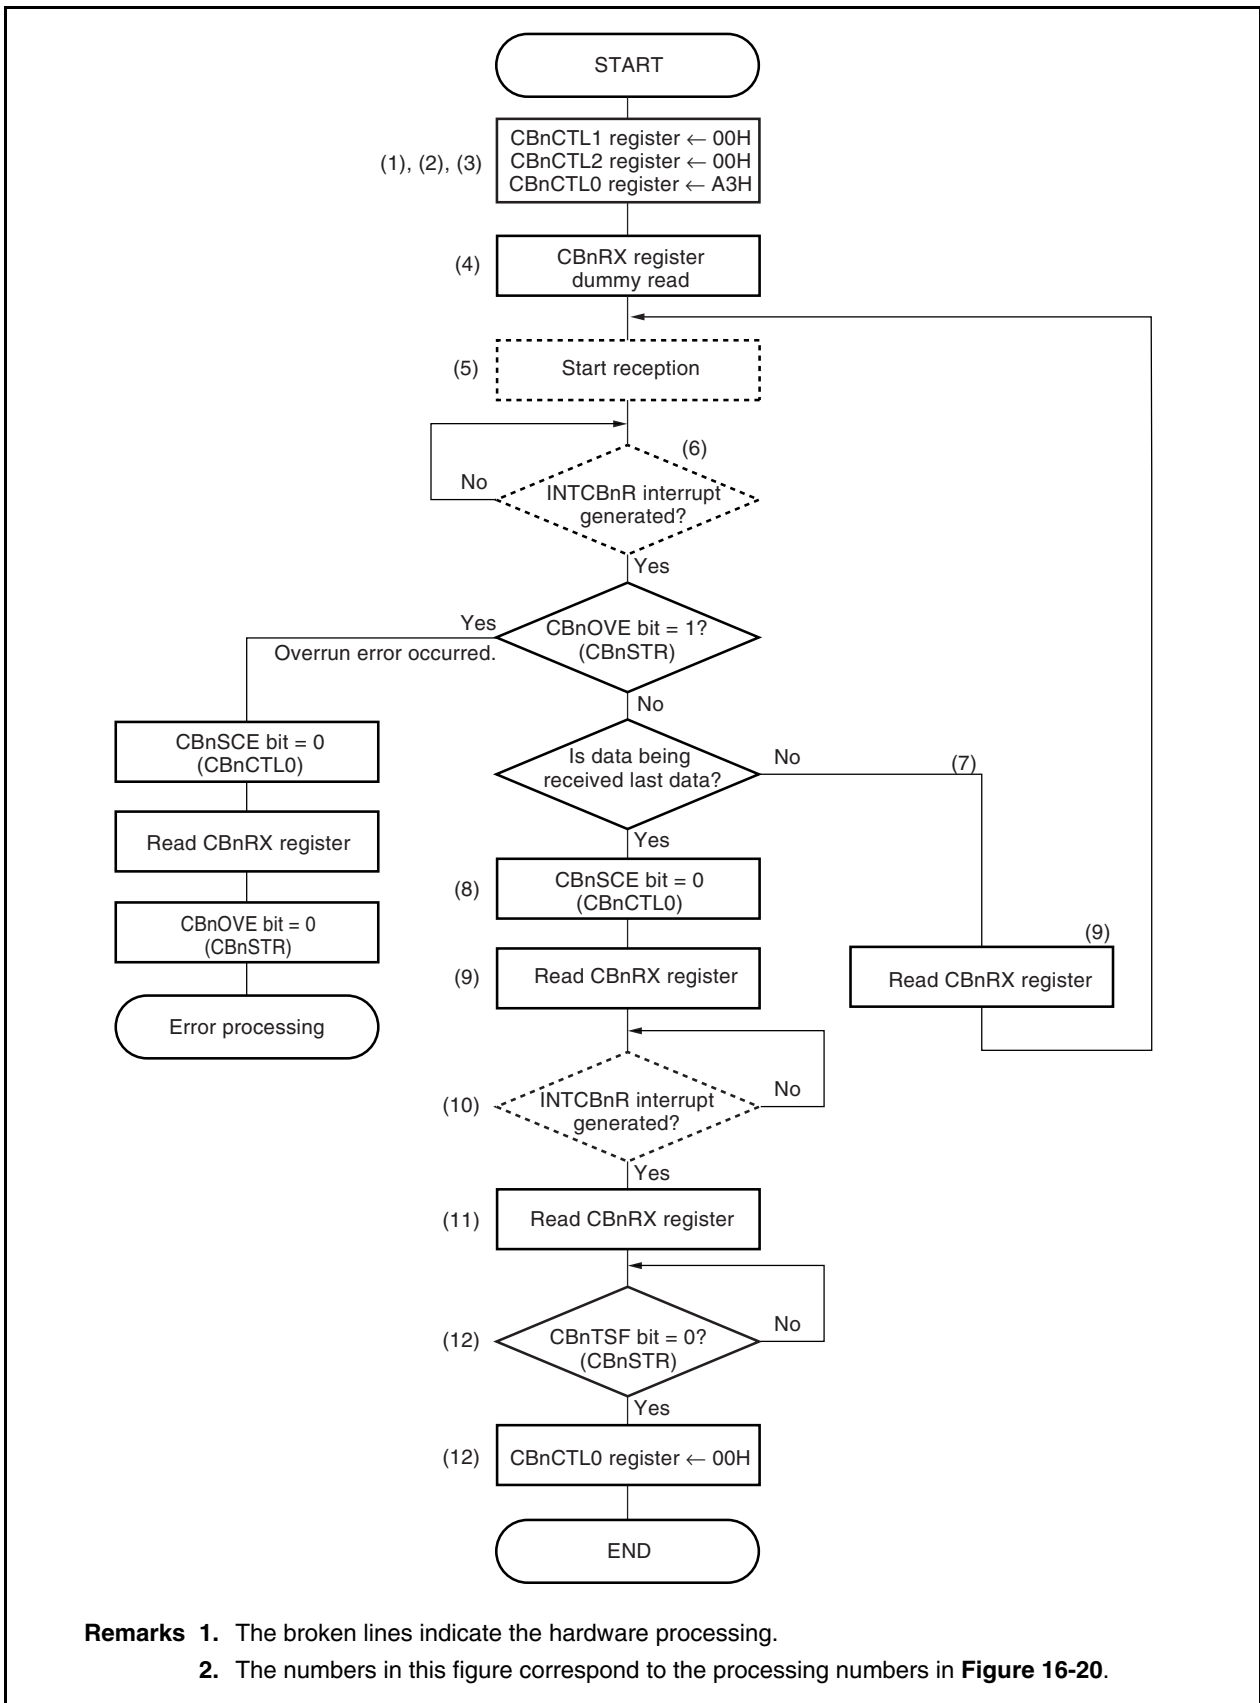 START
(1), (2), (3)
CBnCTL1 register ← 00H
CBnCTL2 register ← 00H
CBnCTL0 register ← A3H
(4)
CBnRX register
dummy read
(5)
Start reception
(6)
No
INTCBnR interrupt
generated?
Yes
Yes
CBnOVE bit = 1?
(CBnSTR)
Overrun error occurred.
No
CBnSCE bit = 0
(CBnCTL0)
Is data being
received last data?
No
(7)
Read CBnRX register
Yes
(8)
CBnSCE bit = 0
(CBnCTL0)
CBnOVE bit = 0
(CBnSTR)
(9)
Read CBnRX register
(9)
Read CBnRX register
Error processing
(10)
INTCBnR interrupt
generated?
No
Yes
(11)
Read CBnRX register
(12)
CBnTSF bit = 0?
(CBnSTR)
No
Yes
(12)
CBnCTL0 register ← 00H
END
Remarks 1. The broken lines indicate the hardware processing.
2. The numbers in this figure correspond to the processing numbers in Figure 16-20.